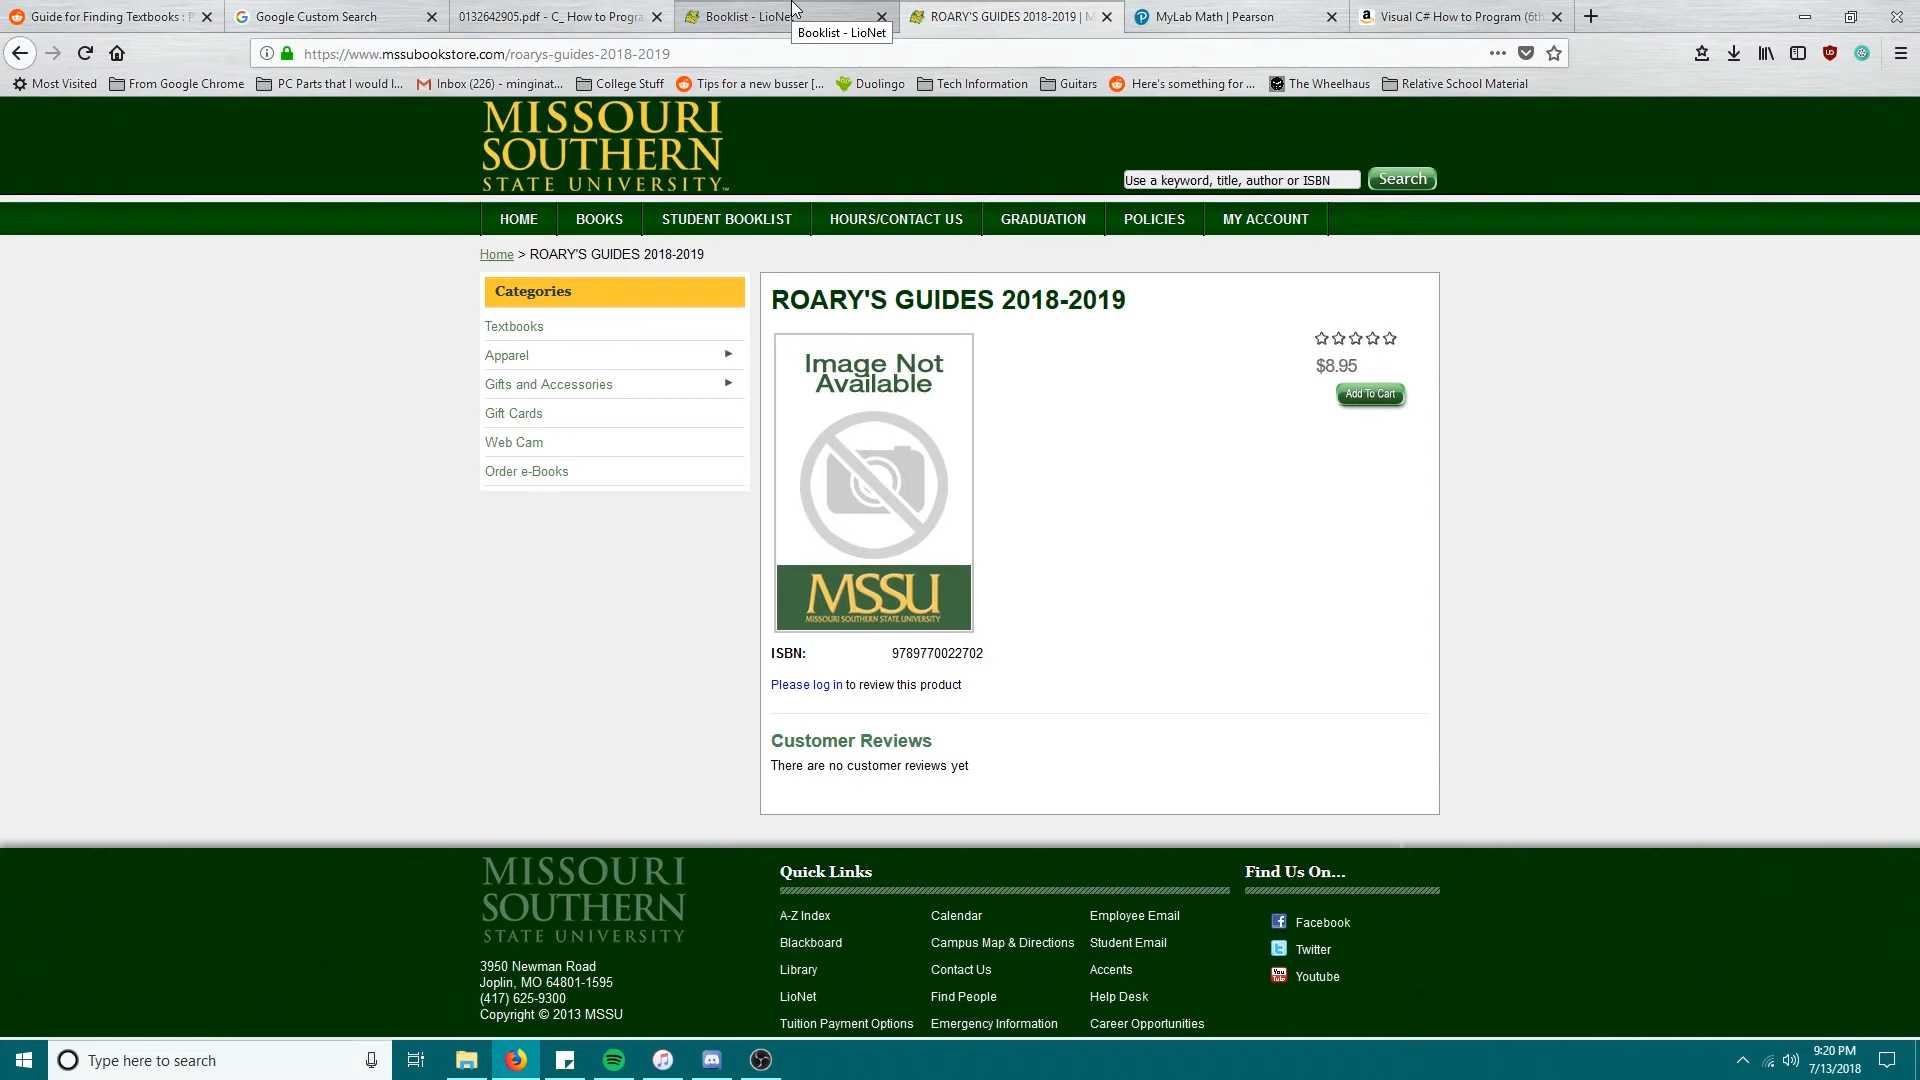 Guide for Finding Textbooks : P
Google Custom Search
0132642905.pdf - C_ How to Progra
Booklist - LioNe
ROARY'S GUIDES 2018-2019 | M
MyLab Math | Pearson
Visual C# How to Program (6th
Booklist - LioNet
https://www.mssubookstore.com/roarys-guides-2018-2019
Most Visited
From Google Chrome
PC Parts that I would l...
Inbox (226) - minginat...
College Stuff
Tips for a new busser [...
Duolingo
Tech Information
Guitars
Here's something for ...
The Wheelhaus
Relative School Material
MISSOURI
SOUTHERN
STATE UNIVERSITY
Use a keyword, title, author or ISBN
Search
HOME
BOOKS
STUDENT BOOKLIST
HOURS/CONTACT US
GRADUATION
POLICIES
MY ACCOUNT
Home > ROARY'S GUIDES 2018-2019
Categories
Textbooks
Apparel
Gifts and Accessories
Gift Cards
Web Cam
Order e-Books
ROARY'S GUIDES 2018-2019
Image Not
Available
MSSU
MISSOURI SOUTHERN STATE UNIVERSITY
$8.95
Add To Cart
ISBN: 9789770022702
Please log in to review this product
Customer Reviews
There are no customer reviews yet
MISSOURI
SOUTHERN
STATE UNIVERSITY
3950 Newman Road
Joplin, MO 64801-1595
(417) 625-9300
Copyright © 2013 MSSU
Quick Links
A-Z Index
Blackboard
Library
LioNet
Tuition Payment Options
Calendar
Campus Map & Directions
Contact Us
Find People
Emergency Information
Employee Email
Student Email
Accents
Help Desk
Career Opportunities
Find Us On...
Facebook
Twitter
Youtube
Type here to search
9:20 PM
7/13/2018